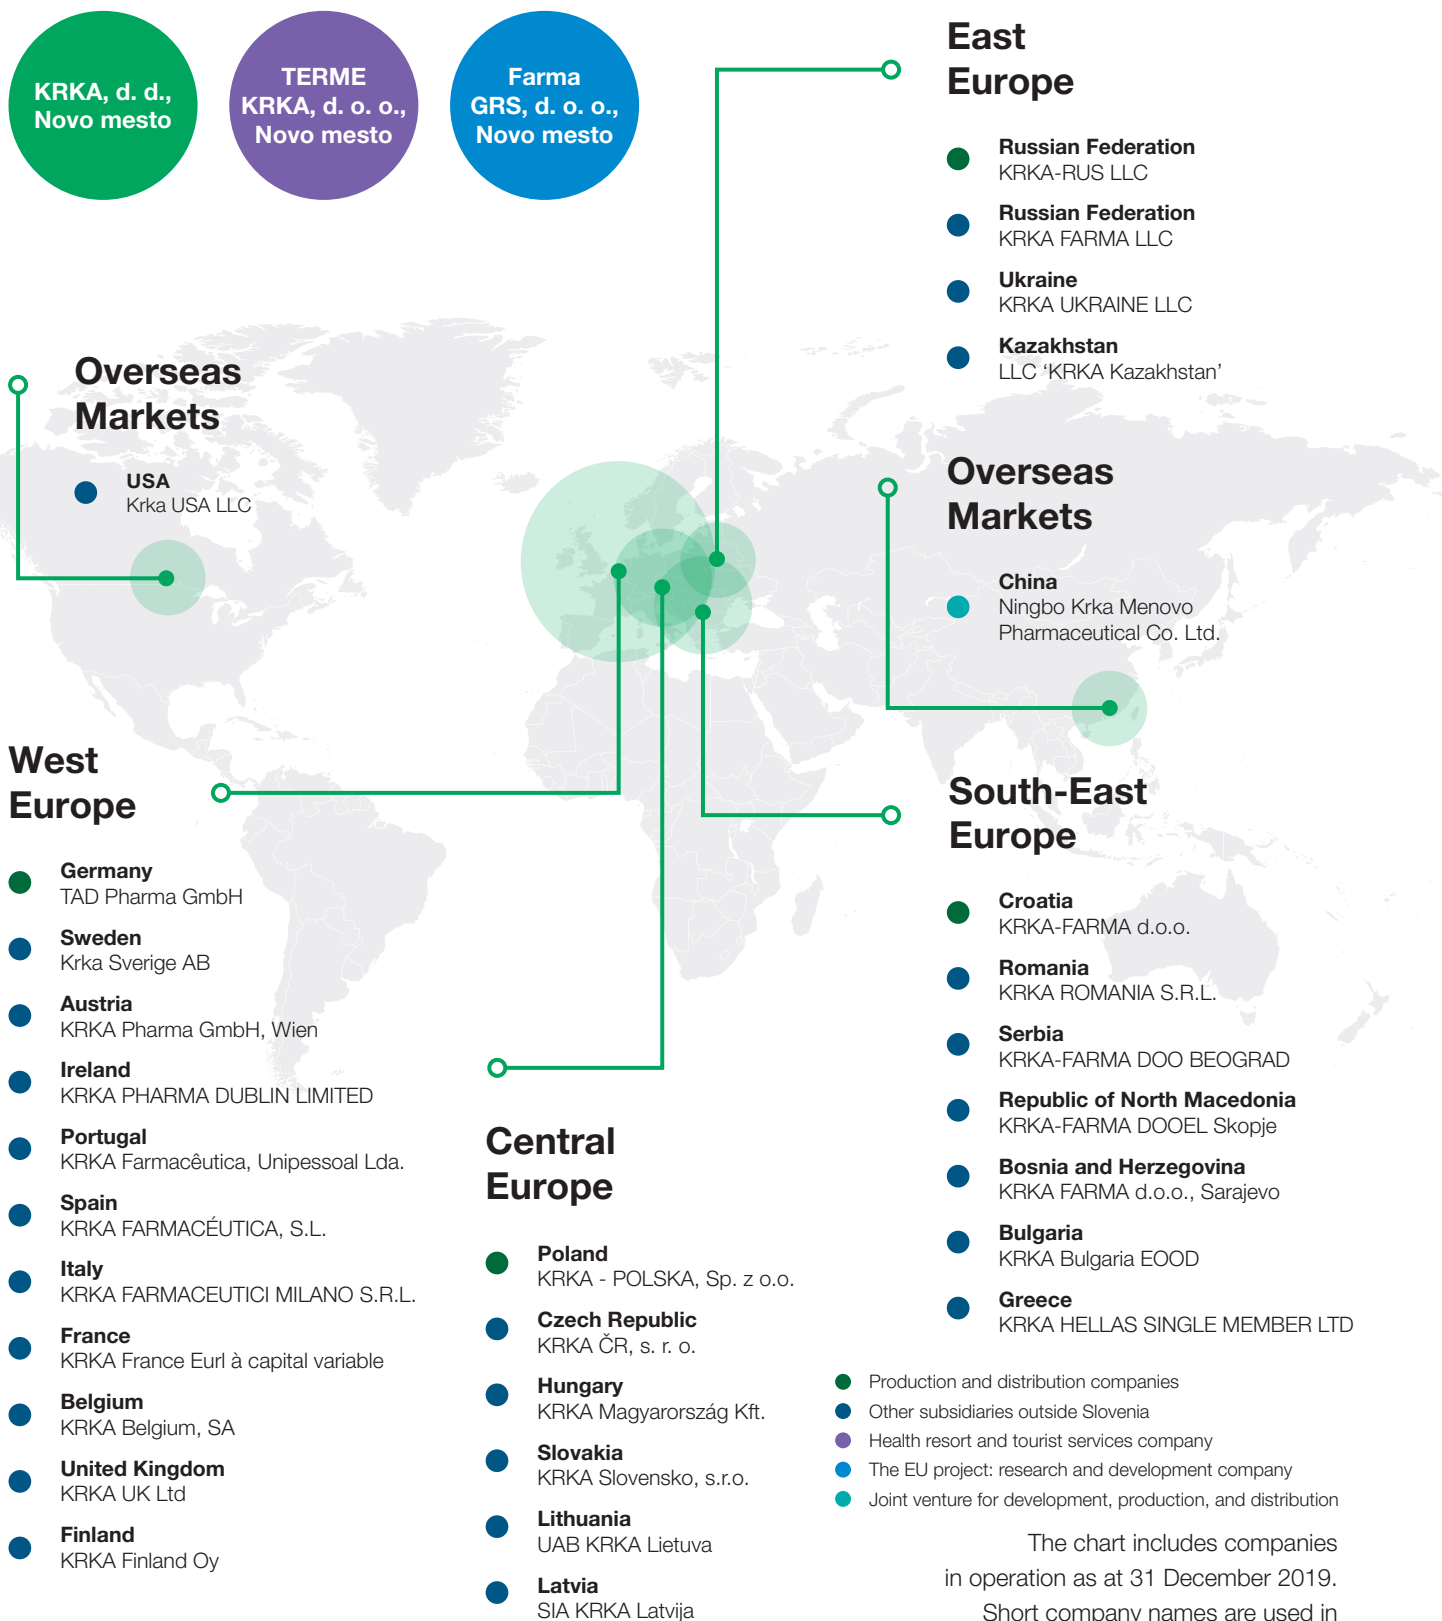 KRKA, d. d.,
Novo mesto
TERME
KRKA, d. o. o.,
Novo mesto
Farma
GRS, d. o. o.,
Novo mesto
East
Europe
Russian Federation
KRKA-RUS LLC
Russian Federation
KRKA FARMA LLC
Ukraine
KRKA UKRAINE LLC
Kazakhstan
LLC ‘KRKA Kazakhstan’
Overseas
Markets
USA
Krka USA LLC
Overseas
Markets
China
Ningbo Krka Menovo
Pharmaceutical Co. Ltd.
West
Europe
Germany
TAD Pharma GmbH
Sweden
Krka Sverige AB
Austria
KRKA Pharma GmbH, Wien
Ireland
KRKA PHARMA DUBLIN LIMITED
Portugal
KRKA Farmacêutica, Unipessoal Lda.
Spain
KRKA FARMACÉUTICA, S.L.
Italy
KRKA FARMACEUTICI MILANO S.R.L.
France
KRKA France Eurl à capital variable
Belgium
KRKA Belgium, SA
United Kingdom
KRKA UK Ltd
Finland
KRKA Finland Oy
Central
Europe
Poland
KRKA - POLSKA, Sp. z o.o.
Czech Republic
KRKA ČR, s. r. o.
Hungary
KRKA Magyarország Kft.
Slovakia
KRKA Slovensko, s.r.o.
Lithuania
UAB KRKA Lietuva
Latvia
SIA KRKA Latvija
South-East
Europe
Croatia
KRKA-FARMA d.o.o.
Romania
KRKA ROMANIA S.R.L.
Serbia
KRKA-FARMA DOO BEOGRAD
Republic of North Macedonia
KRKA-FARMA DOOEL Skopje
Bosnia and Herzegovina
KRKA FARMA d.o.o., Sarajevo
Bulgaria
KRKA Bulgaria EOOD
Greece
KRKA HELLAS SINGLE MEMBER LTD
Production and distribution companies
Other subsidiaries outside Slovenia
Health resort and tourist services company
The EU project: research and development company
Joint venture for development, production, and distribution
The chart includes companies
in operation as at 31 December 2019.
Short company names are used in